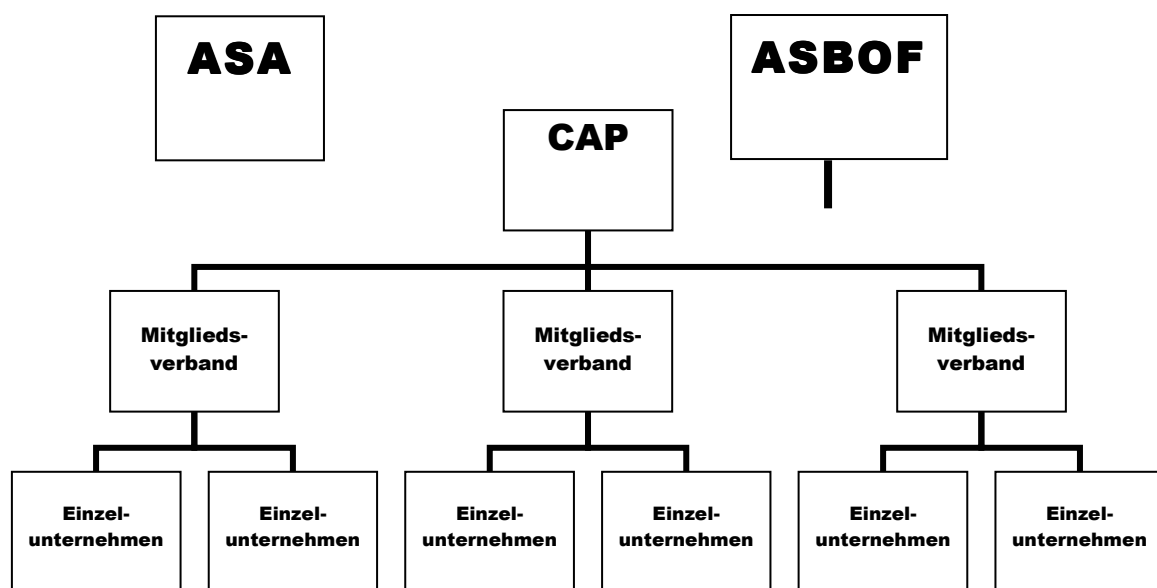 ASA
ASBOF
CAP
Mitglieds-
verband
Mitglieds-
verband
Mitglieds-
verband
Einzel-
unternehmen
Einzel-
unternehmen
Einzel-
unternehmen
Einzel-
unternehmen
Einzel-
unternehmen
Einzel-
unternehmen